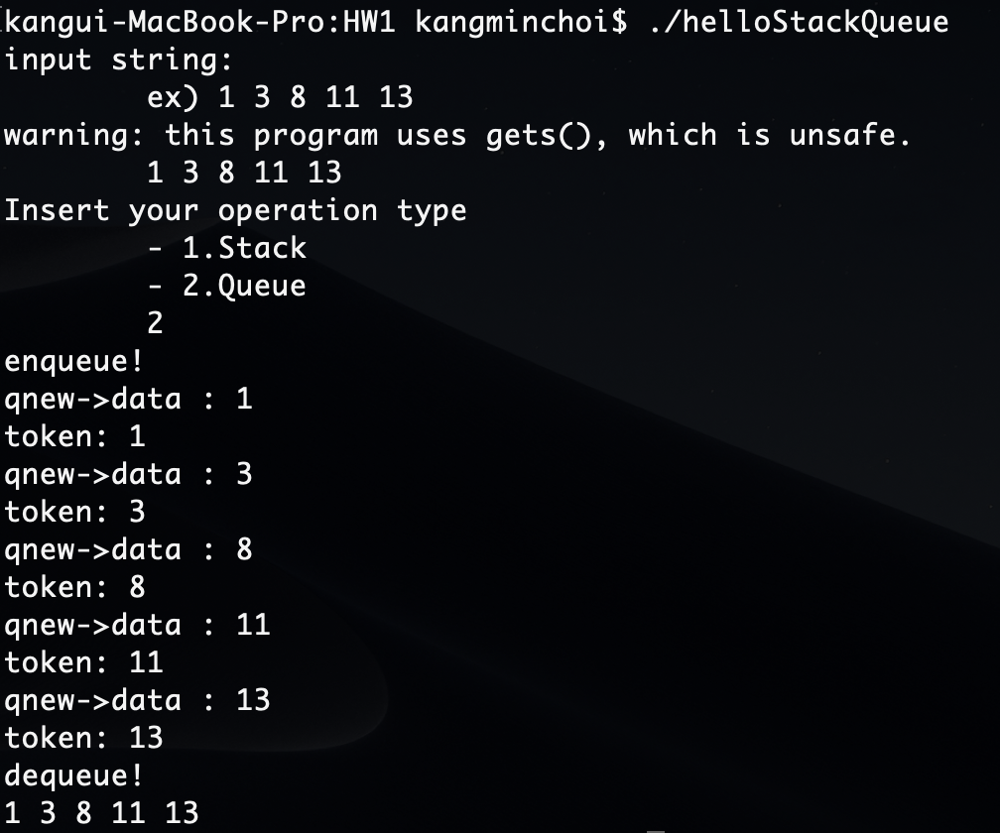 kangui-MacBook-Pro:HW1 kangminchoi$ ./helloStackQueue
input string:
        ex) 1 3 8 11 13
warning: this program uses gets(), which is unsafe.
        1 3 8 11 13
Insert your operation type
        - 1.Stack
        - 2.Queue
        2
enqueue!
qnew->data : 1
token: 1
qnew->data : 3
token: 3
qnew->data : 8
token: 8
qnew->data : 11
token: 11
qnew->data : 13
token: 13
dequeue!
1 3 8 11 13